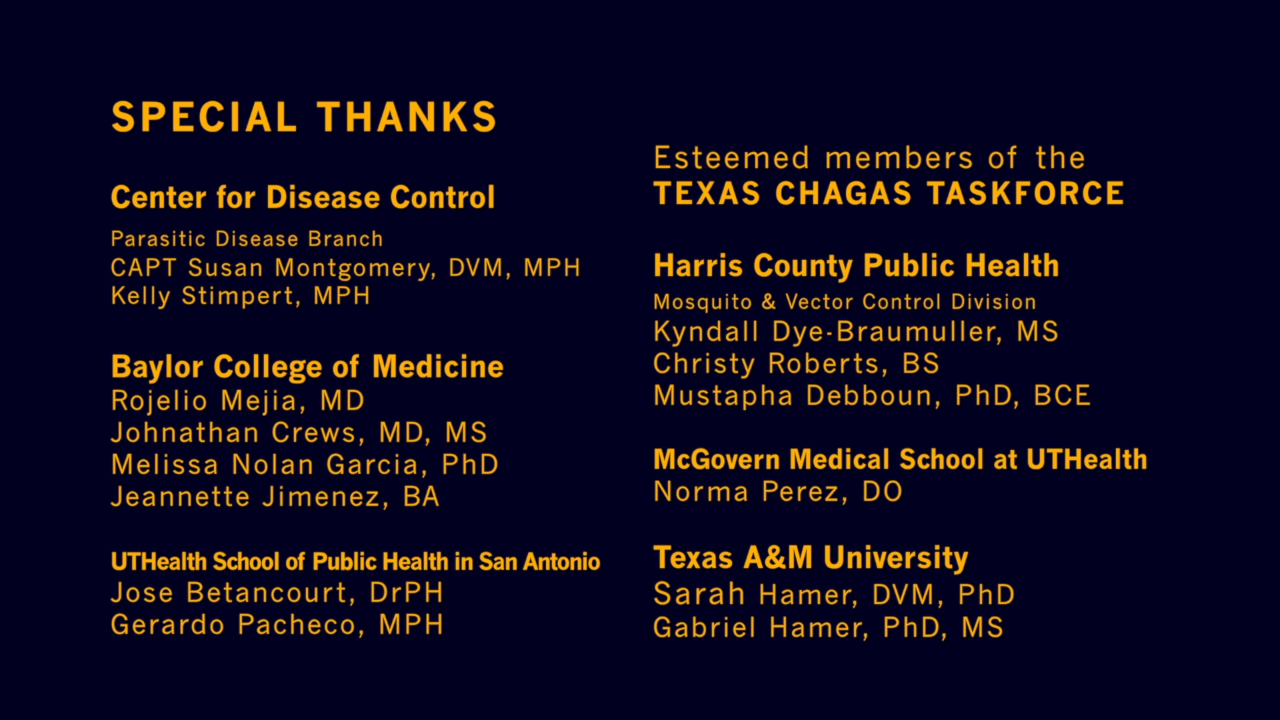 SPECIAL THANKS
Center for Disease Control
Parasitic Disease Branch
CAPT Susan Montgomery, DVM, MPH
Kelly Stimpert, MPH
Baylor College of Medicine
Rojelio Mejia, MD
Johnathan Crews, MD, MS
Melissa Nolan Garcia, PhD
Jeannette Jimenez, BA
UTHealth School of Public Health in San Antonio
Jose Betancourt, DrPH
Gerardo Pacheco, MPH
Esteemed members of the
TEXAS CHAGAS TASKFORCE
Harris County Public Health
Mosquito & Vector Control Division
Kyndall Dye-Braumuller, MS
Christy Roberts, BS
Mustapha Debboun, PhD, BCE
McGovern Medical School at UTHealth
Norma Perez, DO
Texas A&M University
Sarah Hamer, DVM, PhD
Gabriel Hamer, PhD, MS